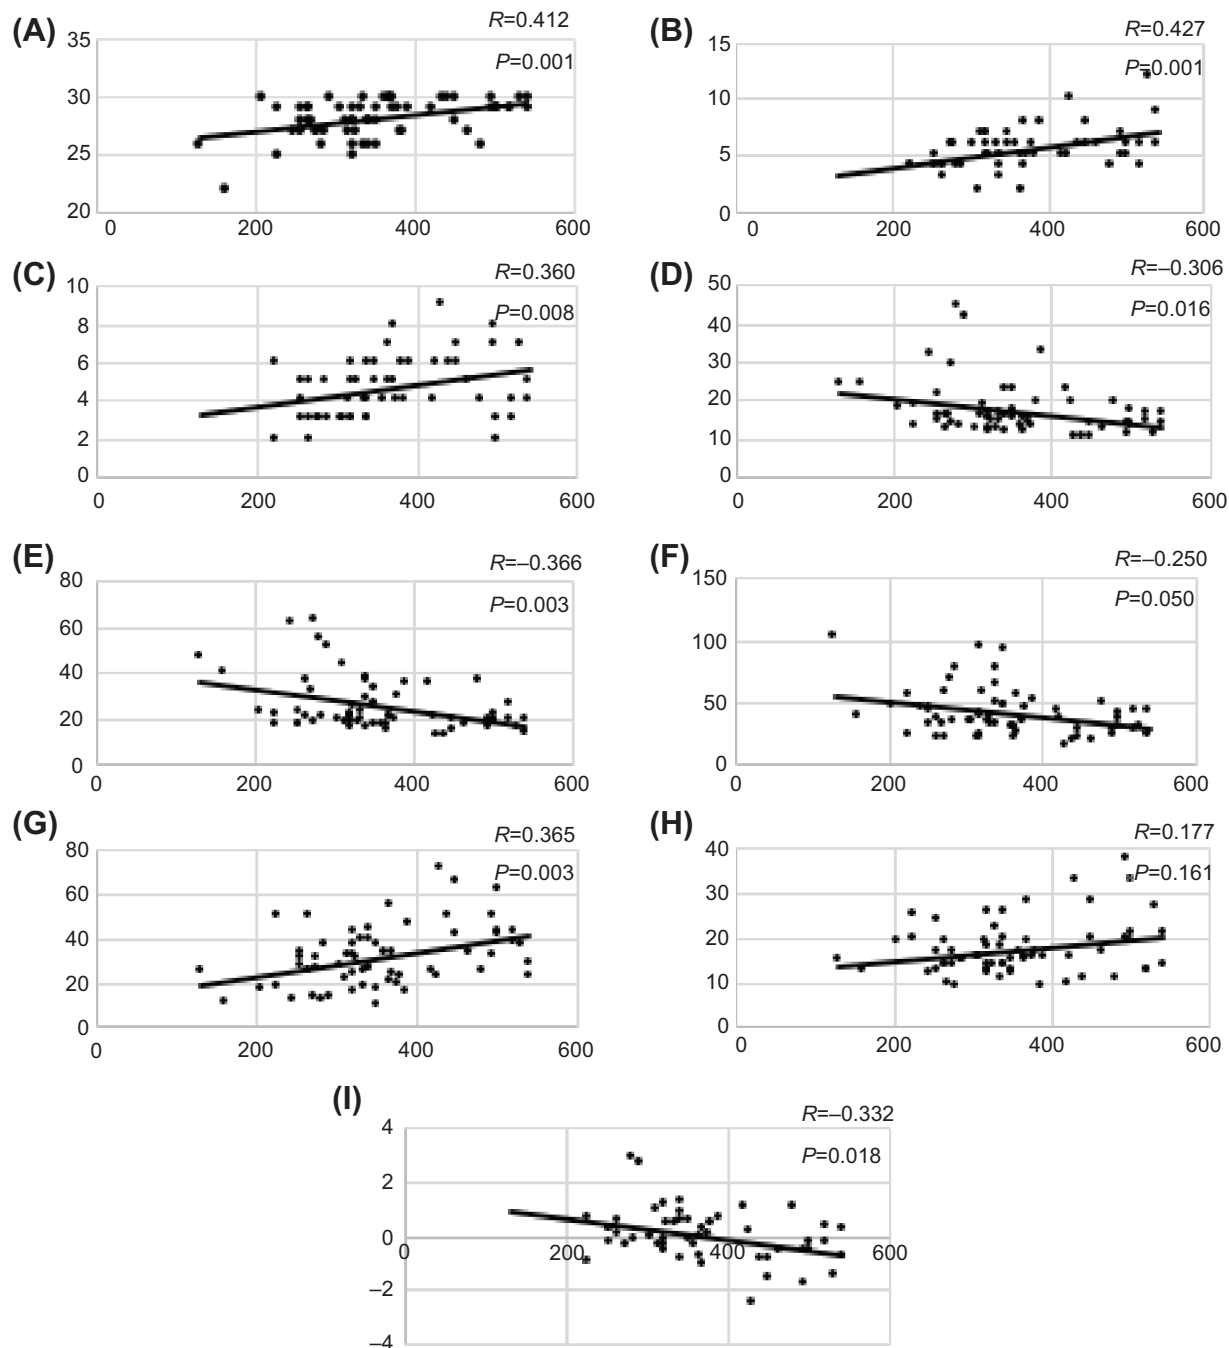 (A)
R=0.412
P=0.001
35
30
25
20
0 200 400 600
(B)
R=0.427
P=0.001
15
10
5
0
0 200 400 600
(C)
R=0.360
P=0.008
10
8
6
4
2
0
0 200 400 600
(D)
R=–0.306
P=0.016
50
40
30
20
10
0
0 200 400 600
(E)
R=–0.366
P=0.003
80
60
40
20
0
0 200 400 600
(F)
R=–0.250
P=0.050
150
100
50
0
0 200 400 600
(G)
R=0.365
P=0.003
80
60
40
20
0
0 200 400 600
(H)
R=0.177
P=0.161
40
30
20
10
0
0 200 400 600
(I)
R=–0.332
P=0.018
4
2
0
–2
–4
0 200 400 600